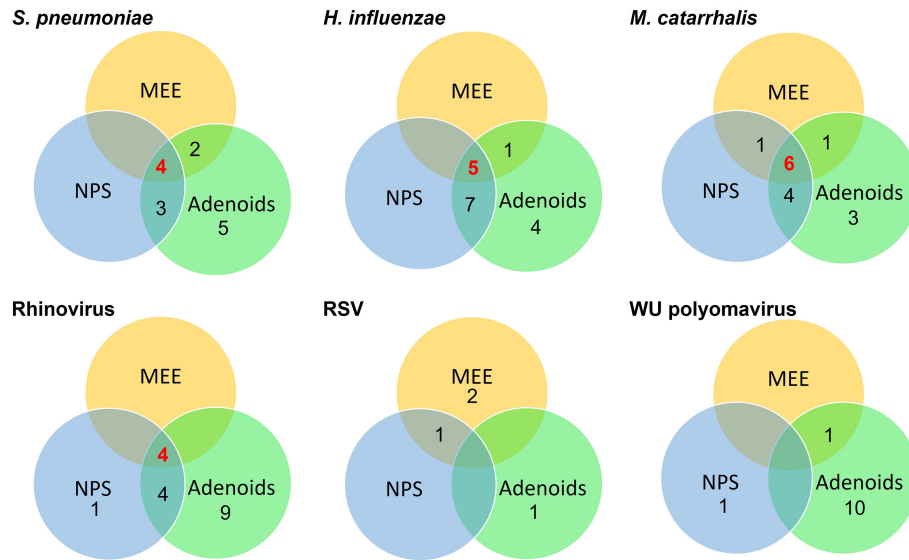 S. pneumoniae H. influenzae M. catarrhalis
MEE MEE MEE
2 1 1 1
4 5 6
NPS NPS NPS
3 Adenoids 7 Adenoids 4 Adenoids
5 4 3
Rhinovirus RSV WU polyomavirus
MEE MEE MEE
2
1 1
4
NPS 4 Adenoids NPS Adenoids NPS Adenoids
1 9 1 1 10